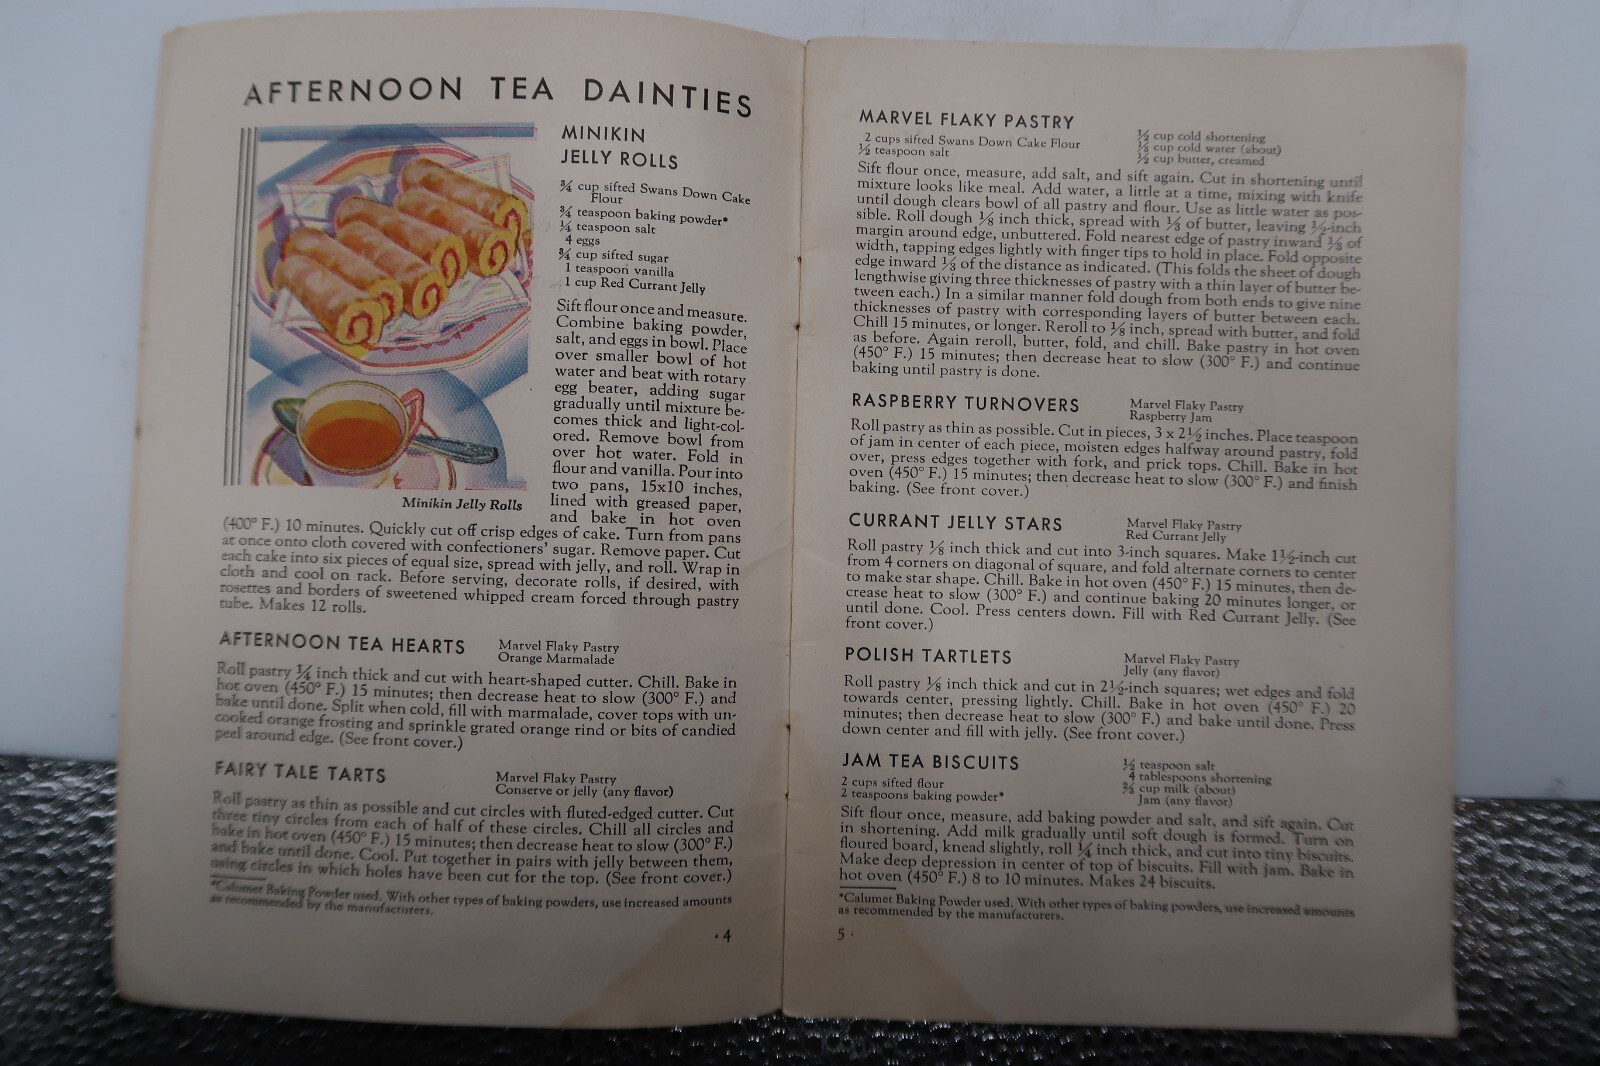 AFTERNOON TEA DAINTIES
MINIKIN
JELLY ROLLS
¾ cup sifted Swans Down Cake
Flour
¾ teaspoon baking powder*
¼ teaspoon salt
4 eggs
¾ cup sifted sugar
1 teaspoon vanilla
1 cup Red Currant Jelly
Sift flour once and measure.
Combine baking powder,
salt, and eggs in bowl. Place
over smaller bowl of hot
water and beat with rotary
egg beater, adding sugar
gradually until mixture be-
comes thick and light-col-
ored. Remove bowl from
over hot water. Fold in
flour and vanilla. Pour into
two pans, 15x10 inches,
lined with greased paper,
and bake in hot oven
Minikin Jelly Rolls
(400° F.) 10 minutes. Quickly cut off crisp edges of cake. Turn from pans
at once onto cloth covered with confectioners' sugar. Remove paper. Cut
each cake into six pieces of equal size, spread with jelly, and roll. Wrap in
cloth and cool on rack. Before serving, decorate rolls, if desired, with
rosettes and borders of sweetened whipped cream forced through pastry
tube. Makes 12 rolls.
AFTERNOON TEA HEARTS
Marvel Flaky Pastry
Orange Marmalade
Roll pastry ¼ inch thick and cut with heart-shaped cutter. Chill. Bake in
hot oven (450° F.) 15 minutes; then decrease heat to slow (300° F.) and
bake until done. Split when cold, fill with marmalade, cover tops with un-
cooked orange frosting and sprinkle grated orange rind or bits of candied
peel around edge. (See front cover.)
FAIRY TALE TARTS
Marvel Flaky Pastry
Conserve or jelly (any flavor)
Roll pastry as thin as possible and cut circles with fluted-edged cutter. Cut
three tiny circles from each of half of these circles. Chill all circles and
bake in hot oven (450° F.) 15 minutes; then decrease heat to slow (300° F.)
and bake until done. Cool. Put together in pairs with jelly between them,
using circles in which holes have been cut for the top. (See front cover.)
*Calumet Baking Powder used. With other types of baking powders, use increased amounts
as recommended by the manufacturers.
· 4
MARVEL FLAKY PASTRY
2 cups sifted Swans Down Cake Flour
½ teaspoon salt
½ cup cold shortening
⅓ cup cold water (about)
½ cup butter, creamed
Sift flour once, measure, add salt, and sift again. Cut in shortening until
mixture looks like meal. Add water, a little at a time, mixing with knife
until dough clears bowl of all pastry and flour. Use as little water as pos-
sible. Roll dough ⅛ inch thick, spread with ⅓ of butter, leaving ½-inch
margin around edge, unbuttered. Fold nearest edge of pastry inward ⅓ of
width, tapping edges lightly with finger tips to hold in place. Fold opposite
edge inward ⅓ of the distance as indicated. (This folds the sheet of dough
lengthwise giving three thicknesses of pastry with a thin layer of butter be-
tween each.) In a similar manner fold dough from both ends to give nine
thicknesses of pastry with corresponding layers of butter between each.
Chill 15 minutes, or longer. Reroll to ⅛ inch, spread with butter, and fold
as before. Again reroll, butter, fold, and chill. Bake pastry in hot oven
(450° F.) 15 minutes; then decrease heat to slow (300° F.) and continue
baking until pastry is done.
RASPBERRY TURNOVERS
Marvel Flaky Pastry
Raspberry Jam
Roll pastry as thin as possible. Cut in pieces, 3 x 2½ inches. Place teaspoon
of jam in center of each piece, moisten edges halfway around pastry, fold
over, press edges together with fork, and prick tops. Chill. Bake in hot
oven (450° F.) 15 minutes; then decrease heat to slow (300° F.) and finish
baking. (See front cover.)
CURRANT JELLY STARS
Marvel Flaky Pastry
Red Currant Jelly
Roll pastry ⅛ inch thick and cut into 3-inch squares. Make 1½-inch cut
from 4 corners on diagonal of square, and fold alternate corners to center
to make star shape. Chill. Bake in hot oven (450° F.) 15 minutes, then de-
crease heat to slow (300° F.) and continue baking 20 minutes longer, or
until done. Cool. Press centers down. Fill with Red Currant Jelly. (See
front cover.)
POLISH TARTLETS
Marvel Flaky Pastry
Jelly (any flavor)
Roll pastry ⅛ inch thick and cut in 2½-inch squares; wet edges and fold
towards center, pressing lightly. Chill. Bake in hot oven (450° F.) 20
minutes; then decrease heat to slow (300° F.) and bake until done. Press
down center and fill with jelly. (See front cover.)
JAM TEA BISCUITS
2 cups sifted flour
2 teaspoons baking powder*
½ teaspoon salt
4 tablespoons shortening
⅔ cup milk (about)
Jam (any flavor)
Sift flour once, measure, add baking powder and salt, and sift again. Cut
in shortening. Add milk gradually until soft dough is formed. Turn on
floured board, knead slightly, roll ¼ inch thick, and cut into tiny biscuits.
Make deep depression in center of top of biscuits. Fill with jam. Bake in
hot oven (450° F.) 8 to 10 minutes. Makes 24 biscuits.
*Calumet Baking Powder used. With other types of baking powders, use increased amounts
as recommended by the manufacturers.
5 ·